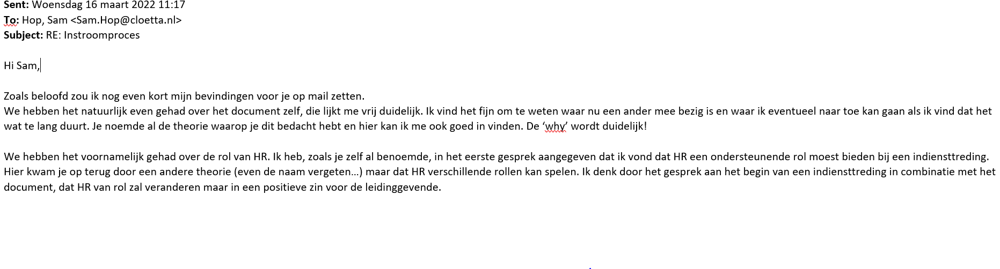 Sent: Woensdag 16 maart 2022 11:17
To: Hop, Sam <Sam.Hop@cloetta.nl>
Subject: RE: Instroomproces
Hi Sam,
Zoals beloofd zou ik nog even kort mijn bevindingen voor je op mail zetten.
We hebben het natuurlijk even gehad over het document zelf, die lijkt me vrij duidelijk. Ik vind het fijn om te weten waar nu een ander mee bezig is en waar ik eventueel naar toe kan gaan als ik vind dat het
wat te lang duurt. Je noemde al de theorie waarop je dit bedacht hebt en hier kan ik me ook goed in vinden. De ‘why’ wordt duidelijk!
We hebben het voornamelijk gehad over de rol van HR. Ik heb, zoals je zelf al benoemde, in het eerste gesprek aangegeven dat ik vond dat HR een ondersteunende rol moest bieden bij een indiensttreding.
Hier kwam je op terug door een andere theorie (even de naam vergeten…) maar dat HR verschillende rollen kan spelen. Ik denk door het gesprek aan het begin van een indiensttreding in combinatie met het
document, dat HR van rol zal veranderen maar in een positieve zin voor de leidinggevende.